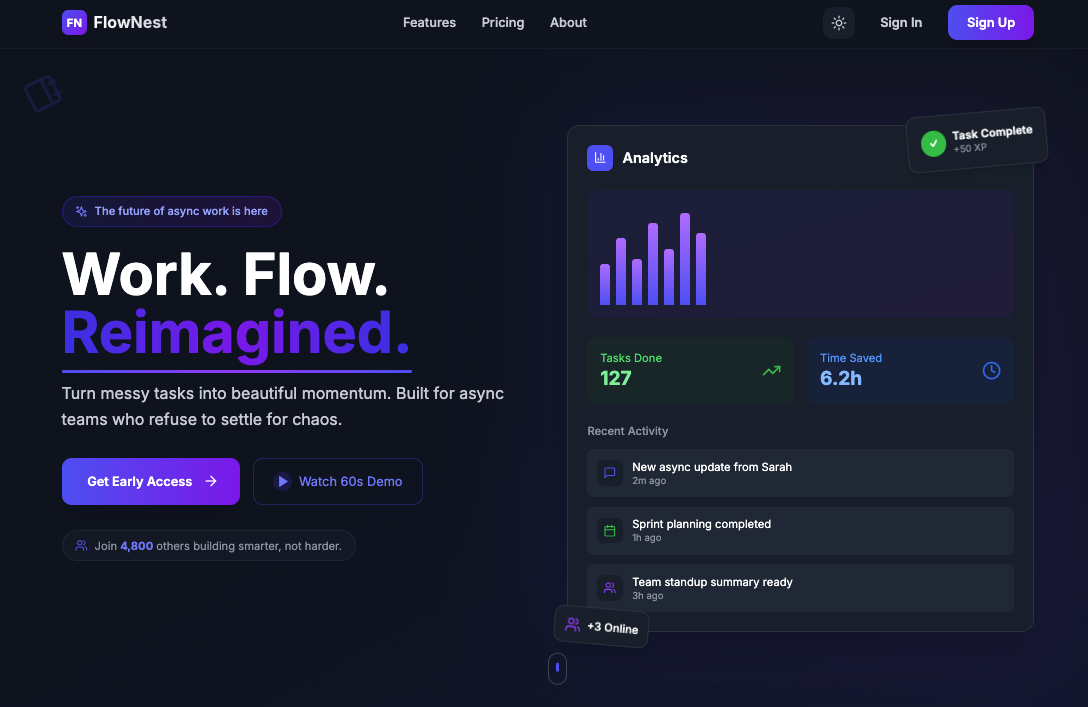 FN FlowNest
Features
Pricing
About
Sign In
Sign Up
The future of async work is here
Work. Flow.
Reimagined.
Turn messy tasks into beautiful momentum. Built for async
teams who refuse to settle for chaos.
Get Early Access
Watch 60s Demo
Join 4,800 others building smarter, not harder.
Analytics
Task Complete
+50 XP
Tasks Done
127
Time Saved
6.2h
Recent Activity
New async update from Sarah
2m ago
Sprint planning completed
1h ago
Team standup summary ready
3h ago
+3 Online